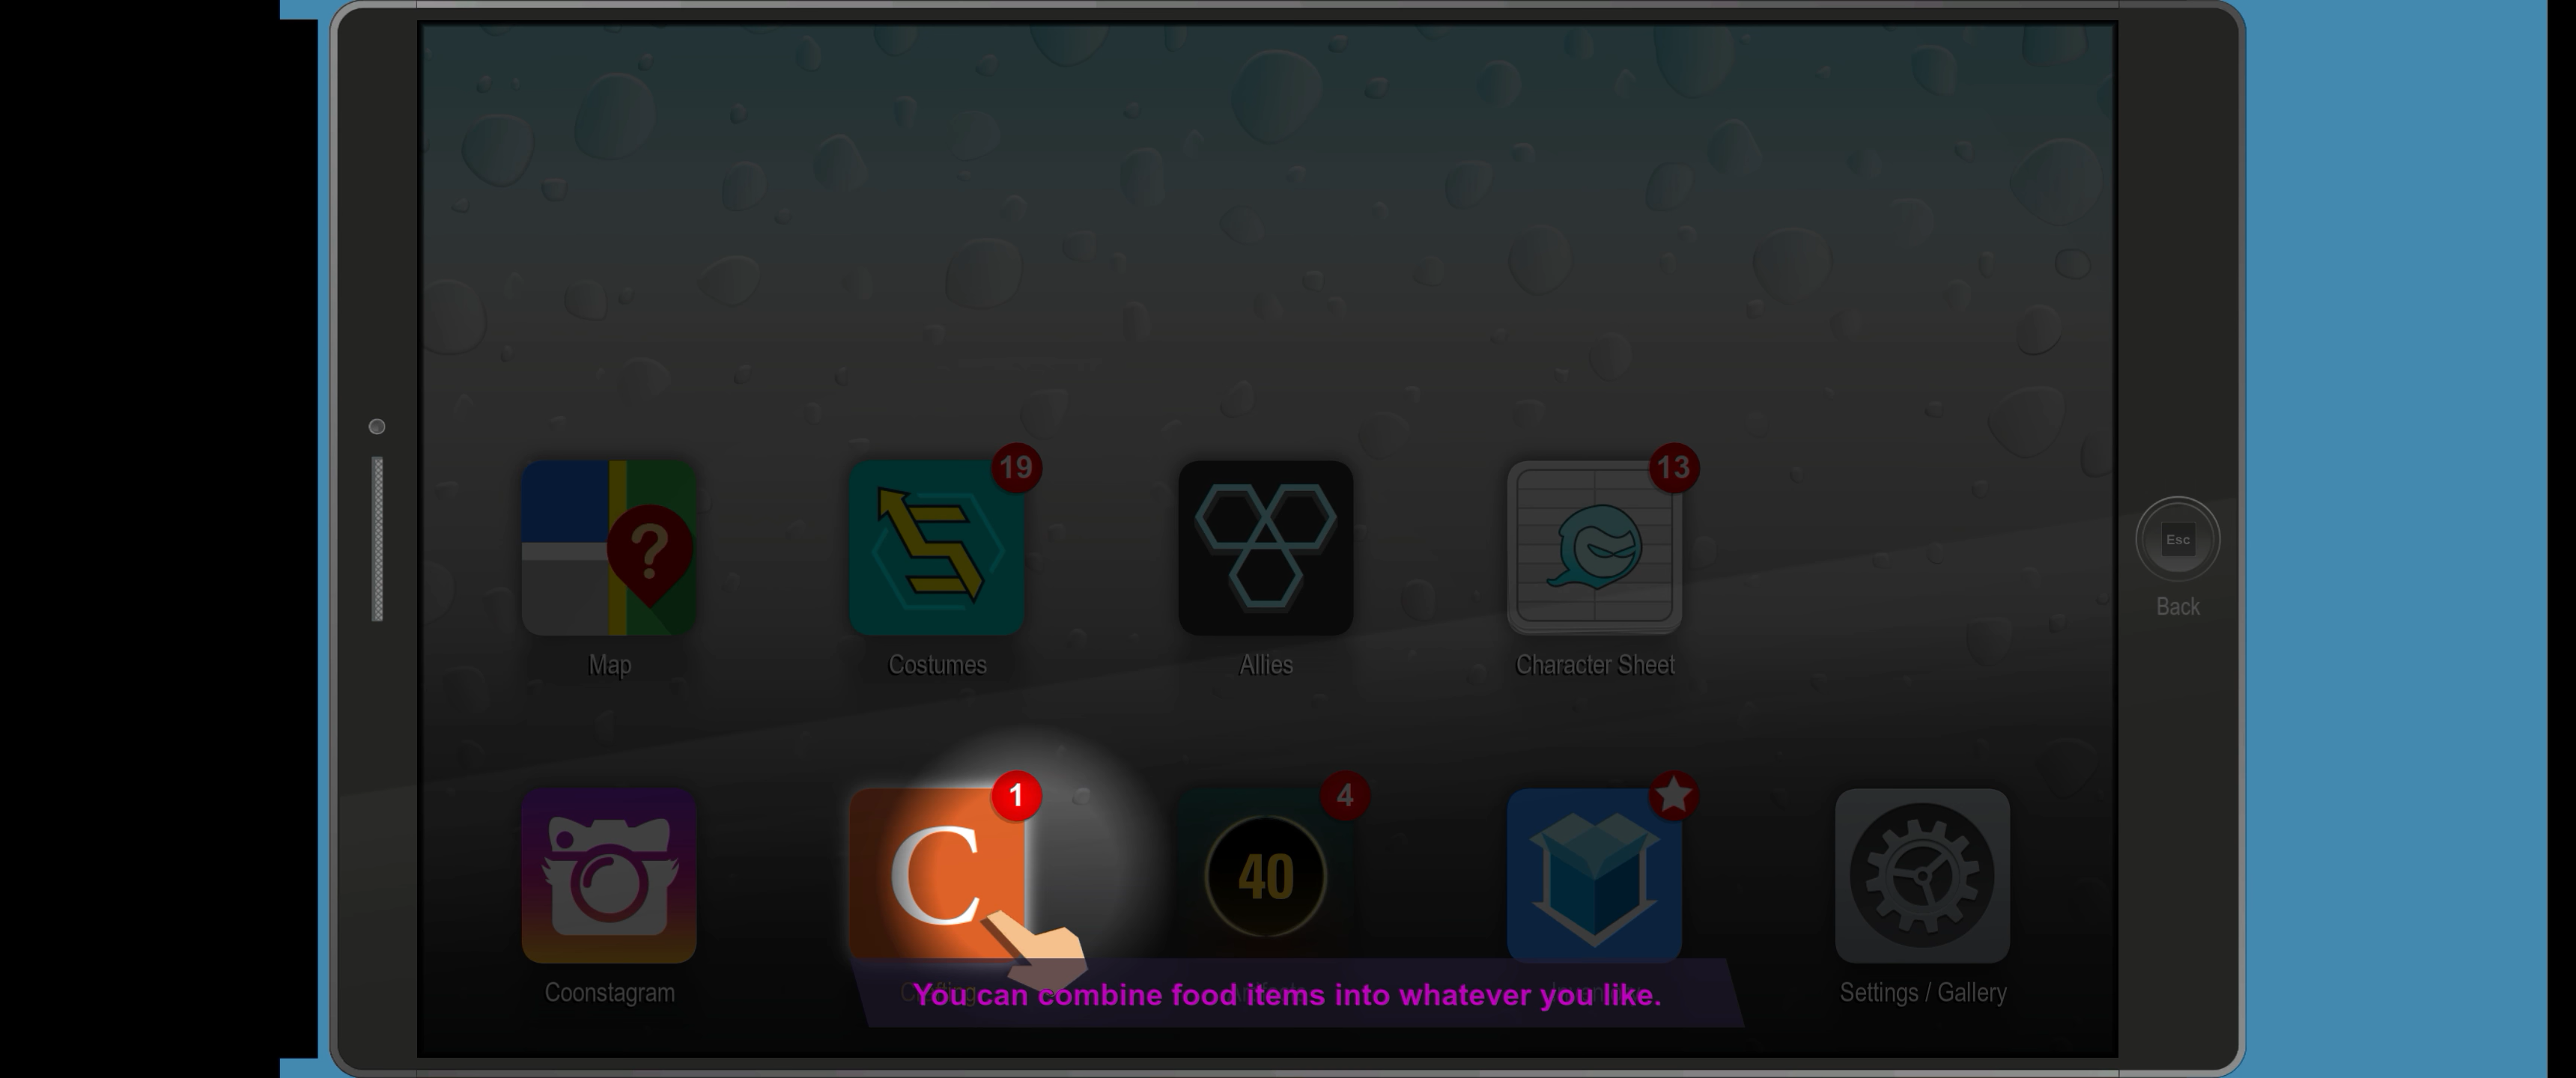 19
13
Map
Costumes
Allies
Character Sheet
Esc
Back
1
4
C
40
Coonstagram
Crafting
Settings / Gallery
You can combine food items into whatever you like.